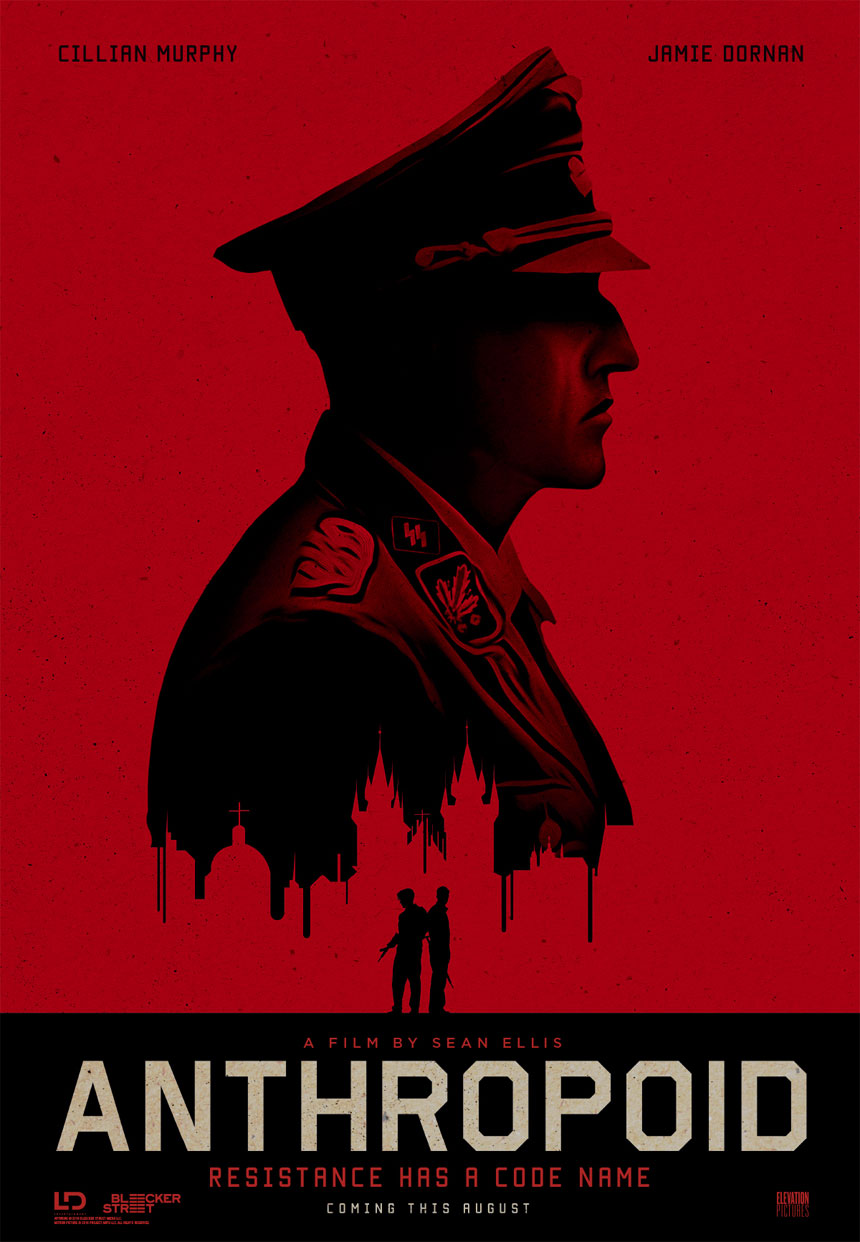 CILLIAN MURPHY
JAMIE DORNAN
A FILM BY SEAN ELLIS
ANTHROPOID
RESISTANCE HAS A CODE NAME
COMING THIS AUGUST
LD
BLEECKER
STREET
ELEVATION
PICTURES